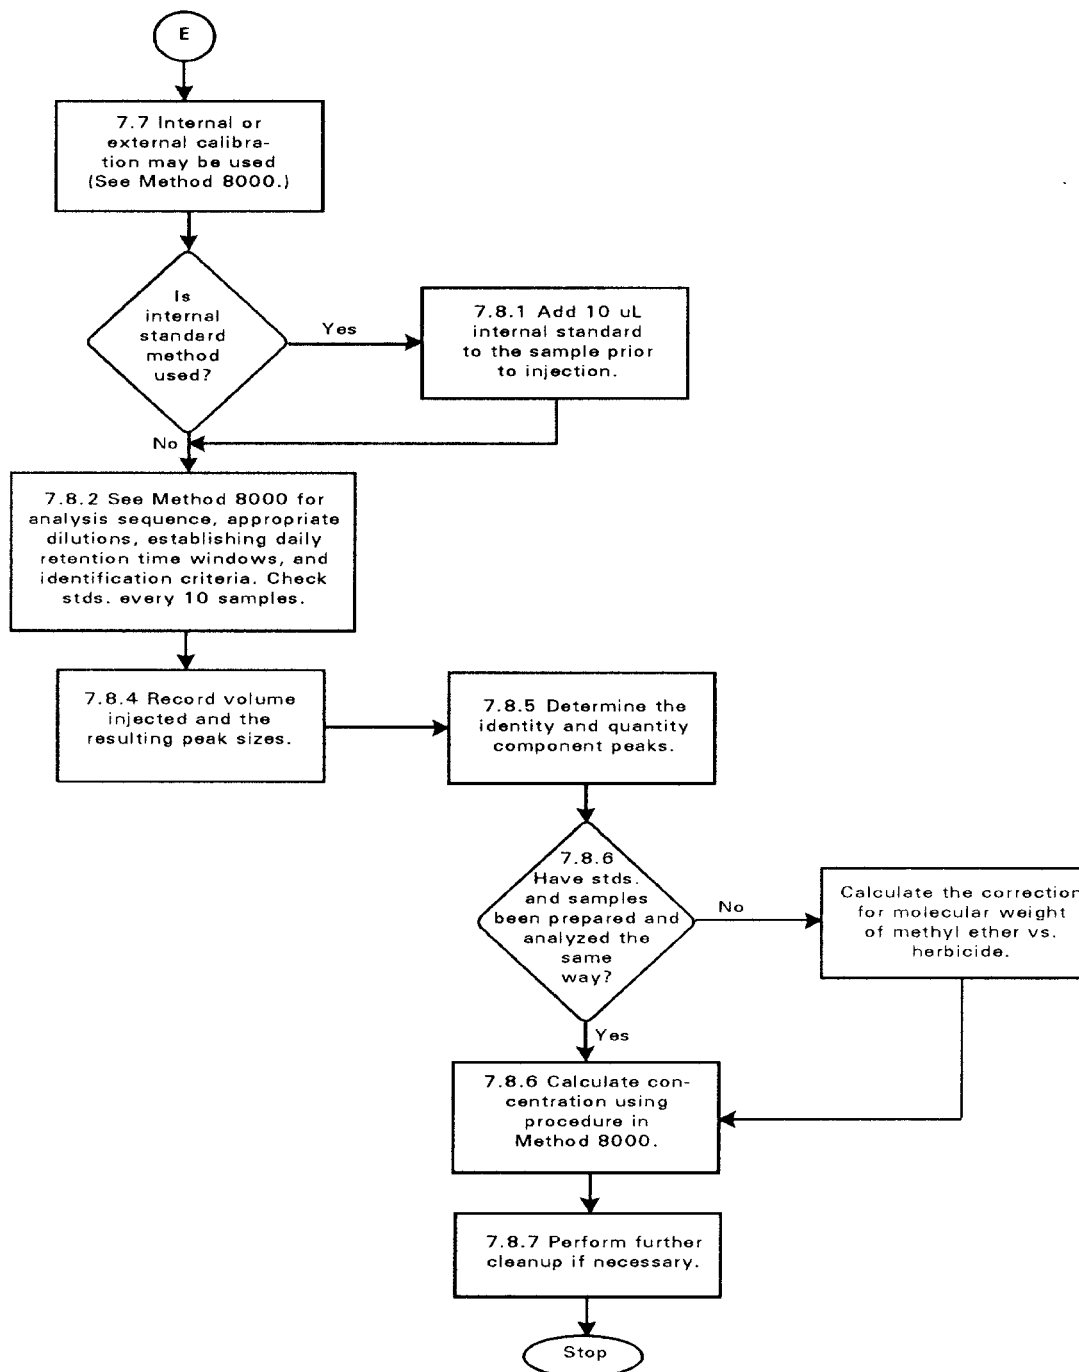 E
7.7 Internal or
external calibra-
tion may be used
(See Method 8000.)
Is
internal
standard
method
used?
Yes
7.8.1 Add 10 uL
internal standard
to the sample prior
to injection.
No
7.8.2 See Method 8000 for
analysis sequence, appropriate
dilutions, establishing daily
retention time windows, and
identification criteria. Check
stds. every 10 samples.
7.8.4 Record volume
injected and the
resulting peak sizes.
7.8.5 Determine the
identity and quantity
component peaks.
7.8.6
Have stds.
and samples
been prepared and
analyzed the
same
way?
No
Calculate the correction
for molecular weight
of methyl ether vs.
herbicide.
Yes
7.8.6 Calculate con-
centration using
procedure in
Method 8000.
7.8.7 Perform further
cleanup if necessary.
Stop